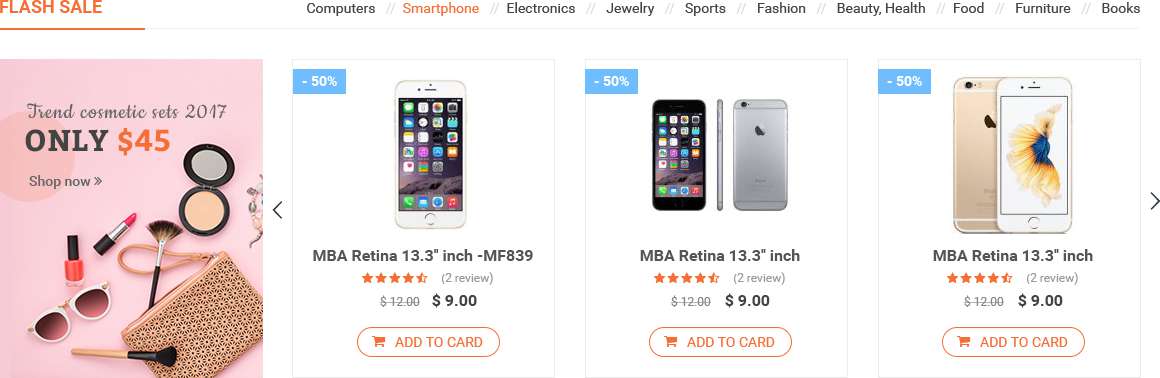 FLASH SALE
Computers // Smartphone // Electronics // Jewelry // Sports // Fashion // Beauty, Health // Food // Furniture // Books
Trend cosmetic sets 2017
ONLY $45
Shop now »
- 50%
MBA Retina 13.3" inch -MF839
(2 review)
$ 12.00 $ 9.00
ADD TO CARD
- 50%
MBA Retina 13.3" inch
(2 review)
$ 12.00 $ 9.00
ADD TO CARD
- 50%
MBA Retina 13.3" inch
(2 review)
$ 12.00 $ 9.00
ADD TO CARD